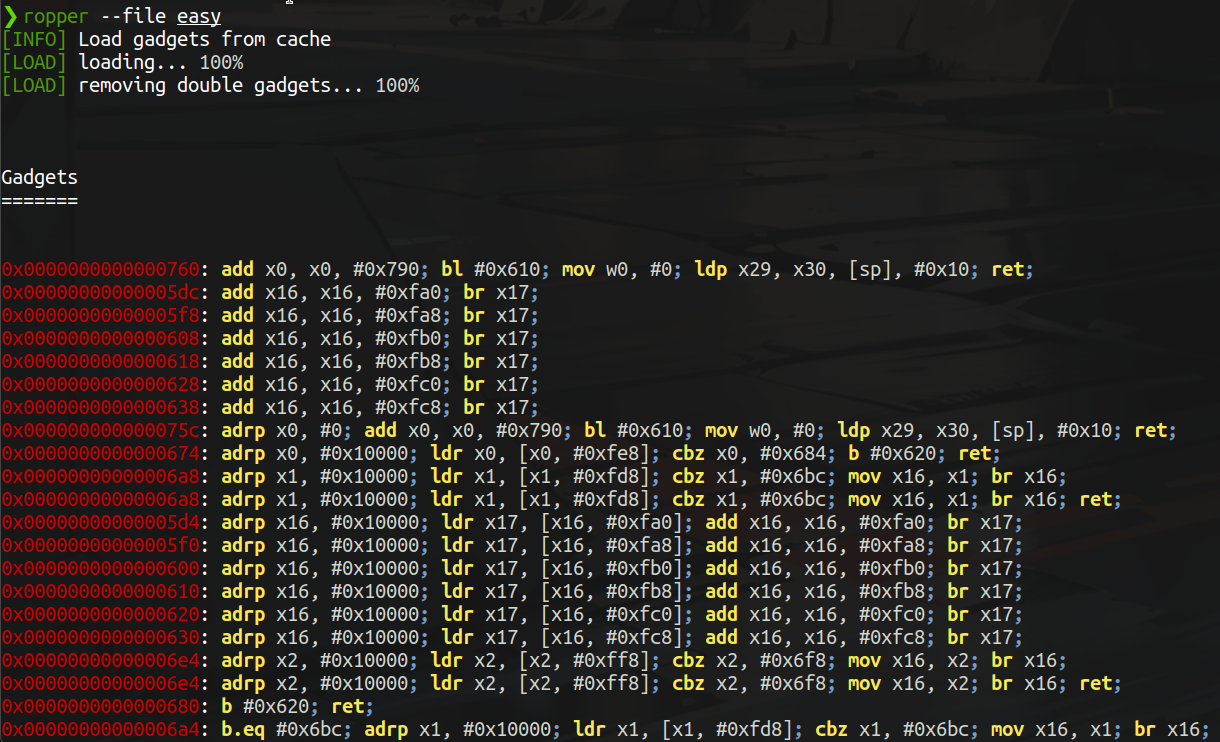 ❯ ropper --file easy
[INFO] Load gadgets from cache
[LOAD] loading... 100%
[LOAD] removing double gadgets... 100%
Gadgets
=======
0x0000000000000760: add x0, x0, #0x790; bl #0x610; mov w0, #0; ldp x29, x30, [sp], #0x10; ret;
0x00000000000005dc: add x16, x16, #0xfa0; br x17;
0x00000000000005f8: add x16, x16, #0xfa8; br x17;
0x0000000000000608: add x16, x16, #0xfb0; br x17;
0x0000000000000618: add x16, x16, #0xfb8; br x17;
0x0000000000000628: add x16, x16, #0xfc0; br x17;
0x0000000000000638: add x16, x16, #0xfc8; br x17;
0x000000000000075c: adrp x0, #0; add x0, x0, #0x790; bl #0x610; mov w0, #0; ldp x29, x30, [sp], #0x10; ret;
0x0000000000000674: adrp x0, #0x10000; ldr x0, [x0, #0xfe8]; cbz x0, #0x684; b #0x620; ret;
0x00000000000006a8: adrp x1, #0x10000; ldr x1, [x1, #0xfd8]; cbz x1, #0x6bc; mov x16, x1; br x16;
0x00000000000006a8: adrp x1, #0x10000; ldr x1, [x1, #0xfd8]; cbz x1, #0x6bc; mov x16, x1; br x16; ret;
0x00000000000005d4: adrp x16, #0x10000; ldr x17, [x16, #0xfa0]; add x16, x16, #0xfa0; br x17;
0x00000000000005f0: adrp x16, #0x10000; ldr x17, [x16, #0xfa8]; add x16, x16, #0xfa8; br x17;
0x0000000000000600: adrp x16, #0x10000; ldr x17, [x16, #0xfb0]; add x16, x16, #0xfb0; br x17;
0x0000000000000610: adrp x16, #0x10000; ldr x17, [x16, #0xfb8]; add x16, x16, #0xfb8; br x17;
0x0000000000000620: adrp x16, #0x10000; ldr x17, [x16, #0xfc0]; add x16, x16, #0xfc0; br x17;
0x0000000000000630: adrp x16, #0x10000; ldr x17, [x16, #0xfc8]; add x16, x16, #0xfc8; br x17;
0x00000000000006e4: adrp x2, #0x10000; ldr x2, [x2, #0xff8]; cbz x2, #0x6f8; mov x16, x2; br x16;
0x00000000000006e4: adrp x2, #0x10000; ldr x2, [x2, #0xff8]; cbz x2, #0x6f8; mov x16, x2; br x16; ret;
0x0000000000000680: b #0x620; ret;
0x00000000000006a4: b.eq #0x6bc; adrp x1, #0x10000; ldr x1, [x1, #0xfd8]; cbz x1, #0x6bc; mov x16, x1; br x16;